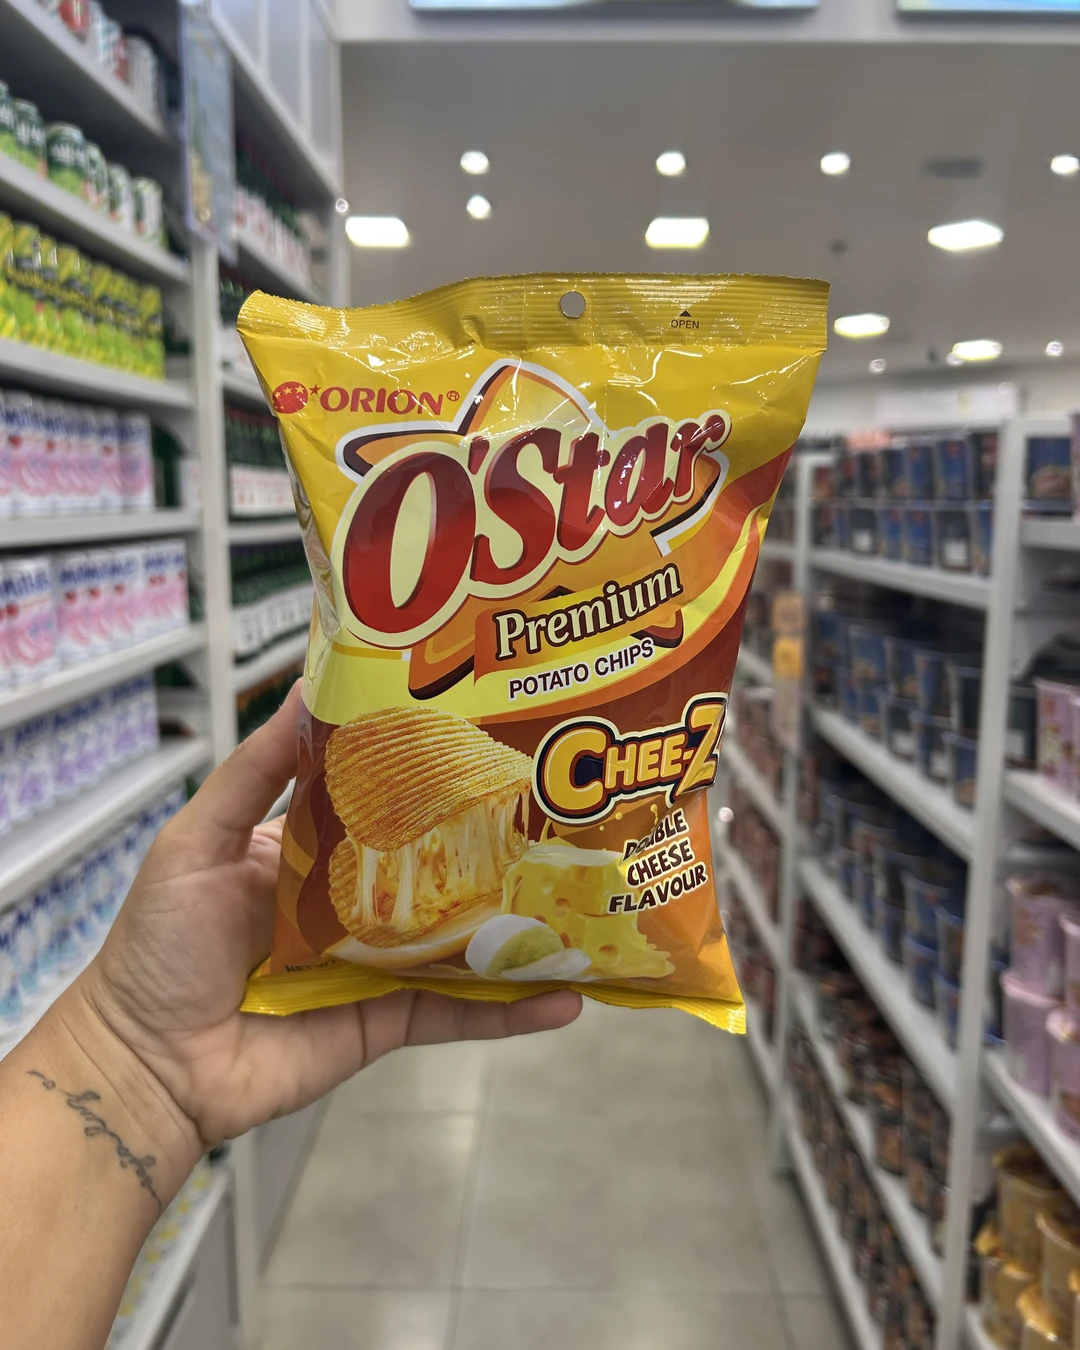 OPEN
ORION®
O'Star
Premium
POTATO CHIPS
CHEE-Z
DOUBLE
CHEESE
FLAVOUR